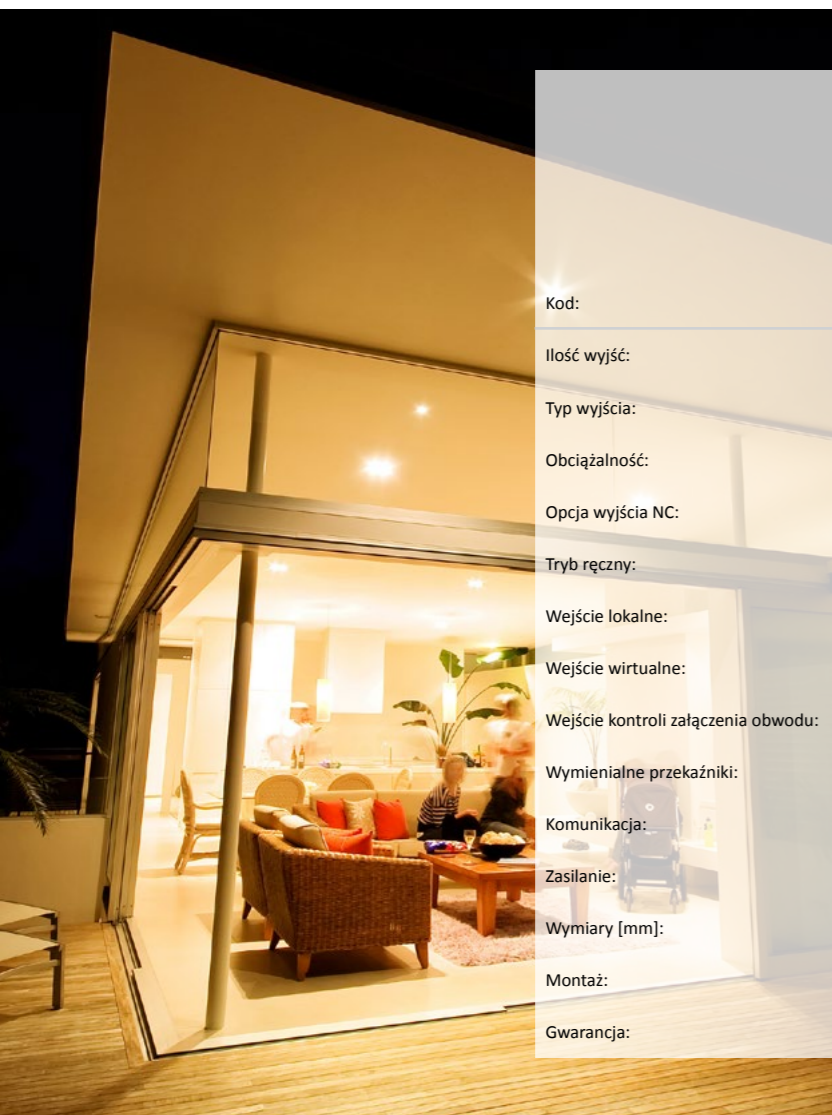 Kod:
Ilość wyjść:
Typ wyjścia:
Obciążalność:
Opcja wyjścia NC:
Tryb ręczny:
Wejście lokalne:
Wejście wirtualne:
Wejście kontroli załączenia obwodu:
Wymienialne przekaźniki:
Komunikacja:
Zasilanie:
Wymiary [mm]:
Montaż:
Gwarancja: